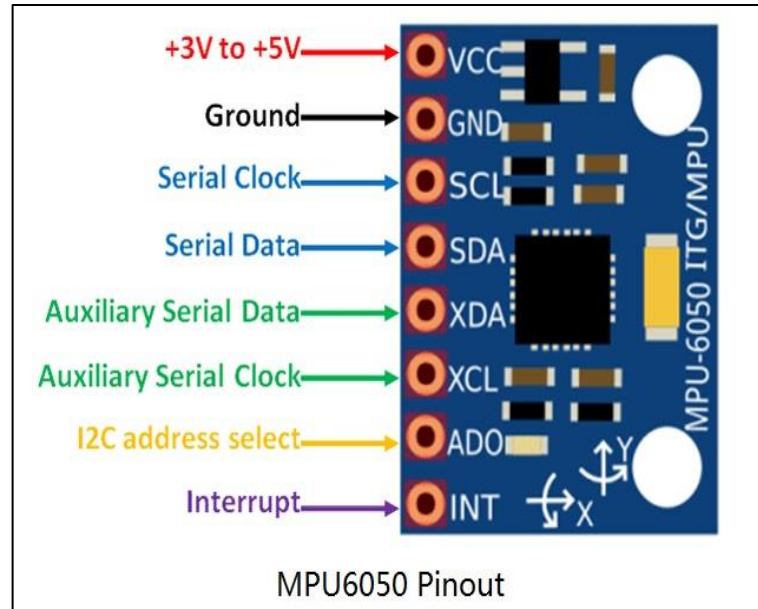 +3V to +5V VCC
Ground GND
Serial Clock SCL
Serial Data SDA
Auxiliary Serial Data XDA
Auxiliary Serial Clock XCL
I2C address select ADO
Interrupt INT
Y
X
MPU-6050 ITG/MPU
MPU6050 Pinout